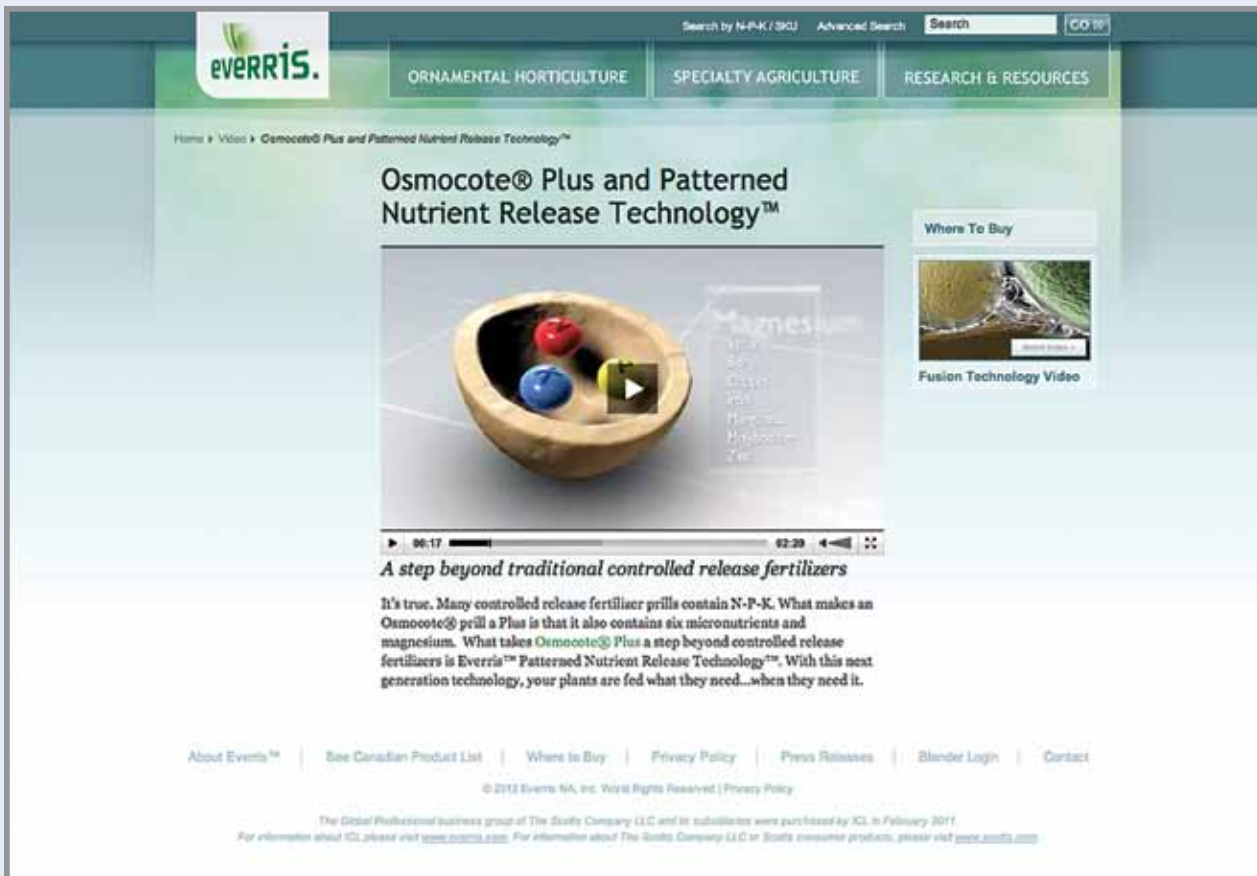 Search by N-P-K / SKU Advanced Search Search GO
everris.
ORNAMENTAL HORTICULTURE SPECIALTY AGRICULTURE RESEARCH & RESOURCES
Home Video Osmocote® Plus and Patterned Nutrient Release Technology™
Osmocote® Plus and Patterned
Nutrient Release Technology™
Where To Buy
Magnesium
Fusion Technology Video
00:17 02:39
A step beyond traditional controlled release fertilizers
It's true. Many controlled release fertilizer prills contain N-P-K. What makes an
Osmocote® prill a Plus is that it also contains six micronutrients and
magnesium. What takes Osmocote® Plus a step beyond controlled release
fertilizers is Everris™ Patterned Nutrient Release Technology™. With this next
generation technology, your plants are fed what they need...when they need it.
About Everris™ | See Canadian Product List | Where to Buy | Privacy Policy | Press Releases | Blender Login | Contact
© 2012 Everris NA, Inc. World Rights Reserved | Privacy Policy
The Global Professional business group of The Scotts Company LLC and its subsidiaries were purchased by ICL in February 2011.
For information about ICL please visit www.everris.com. For information about The Scotts Company LLC or Scotts consumer products, please visit www.scotts.com.